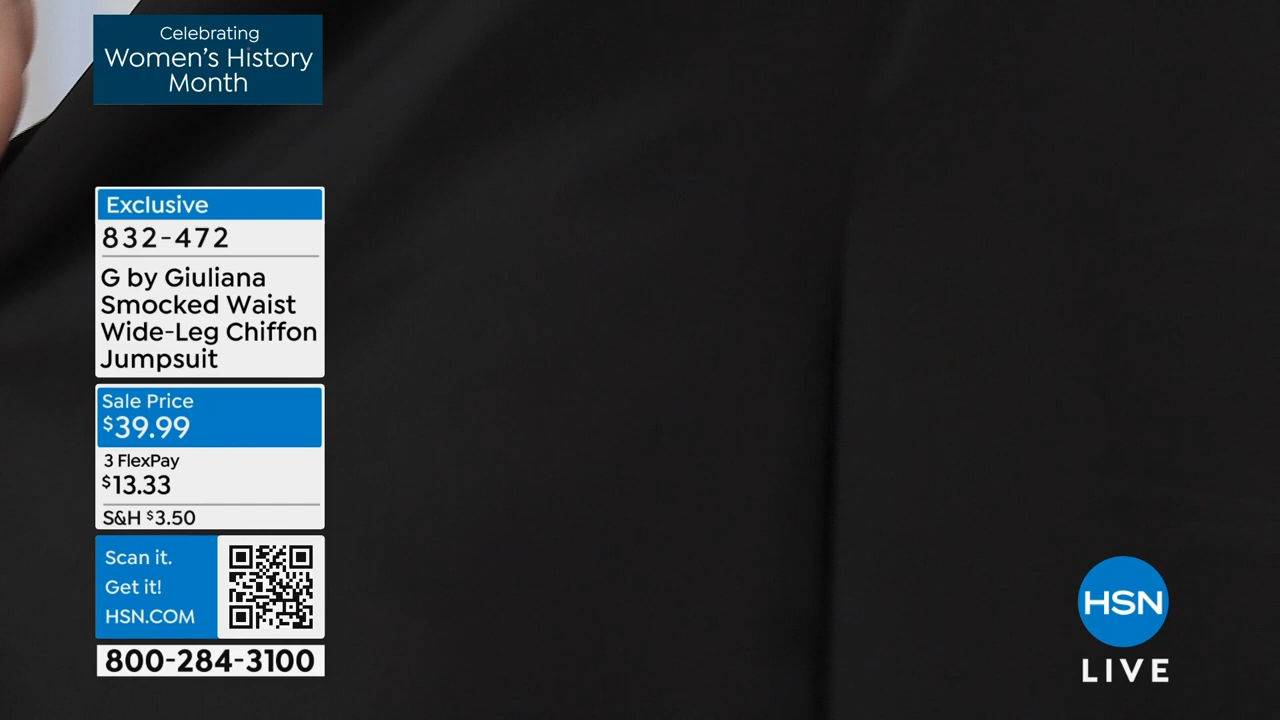 Celebrating
Women's History
Month
Exclusive
832-472
G by Giuliana
Smocked Waist
Wide-Leg Chiffon
Jumpsuit
Sale Price
$39.99
3 FlexPay
$13.33
S&H $3.50
Scan it.
Get it!
HSN.COM
800-284-3100
HSN
LIVE